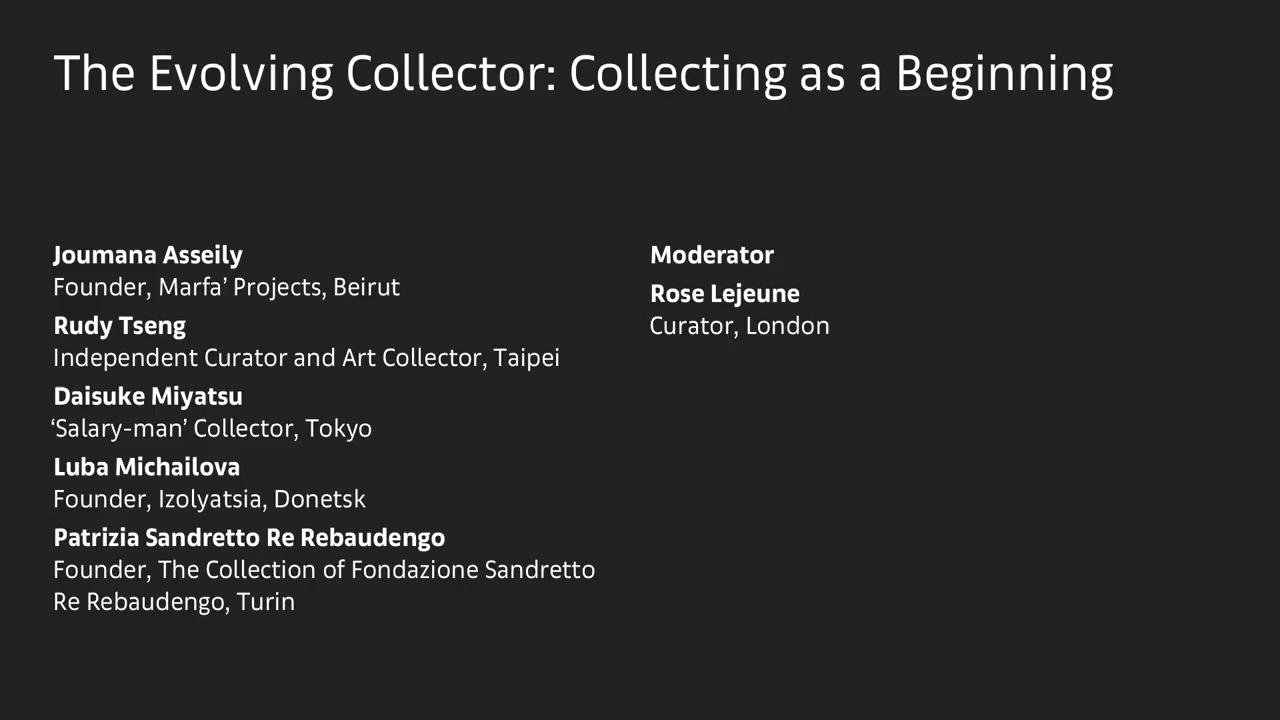 The Evolving Collector: Collecting as a Beginning
Joumana Asseily
Founder, Marfa’ Projects, Beirut
Rudy Tseng
Independent Curator and Art Collector, Taipei
Daisuke Miyatsu
‘Salary-man’ Collector, Tokyo
Luba Michailova
Founder, Izolyatsia, Donetsk
Patrizia Sandretto Re Rebaudengo
Founder, The Collection of Fondazione Sandretto
Re Rebaudengo, Turin
Moderator
Rose Lejeune
Curator, London